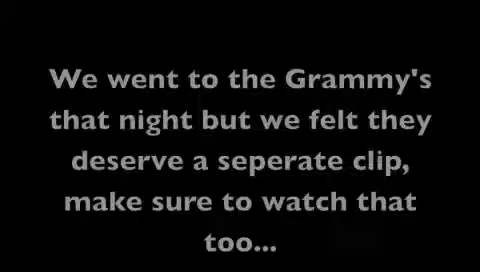 We went to the Grammy's
that night but we felt they
deserve a seperate clip,
make sure to watch that
too...